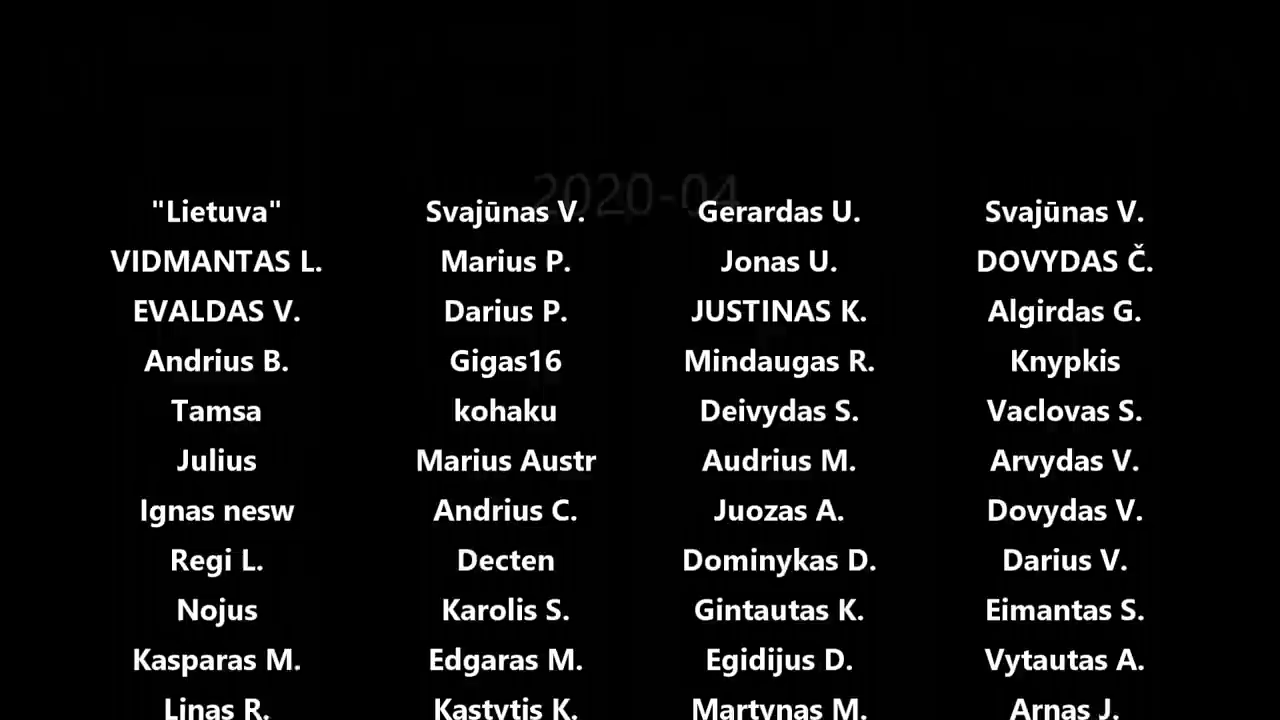 2020-04
"Lietuva" Svajūnas V. Gerardas U. Svajūnas V.
VIDMANTAS L. Marius P. Jonas U. DOVYDAS Č.
EVALDAS V. Darius P. JUSTINAS K. Algirdas G.
Andrius B. Gigas16 Mindaugas R. Knypkis
Tamsa kohaku Deivydas S. Vaclovas S.
Julius Marius Austr Audrius M. Arvydas V.
Ignas nesw Andrius C. Juozas A. Dovydas V.
Regi L. Decten Dominykas D. Darius V.
Nojus Karolis S. Gintautas K. Eimantas S.
Kasparas M. Edgaras M. Egidijus D. Vytautas A.
Linas R. Kastytis K. Martynas M. Arnas J.